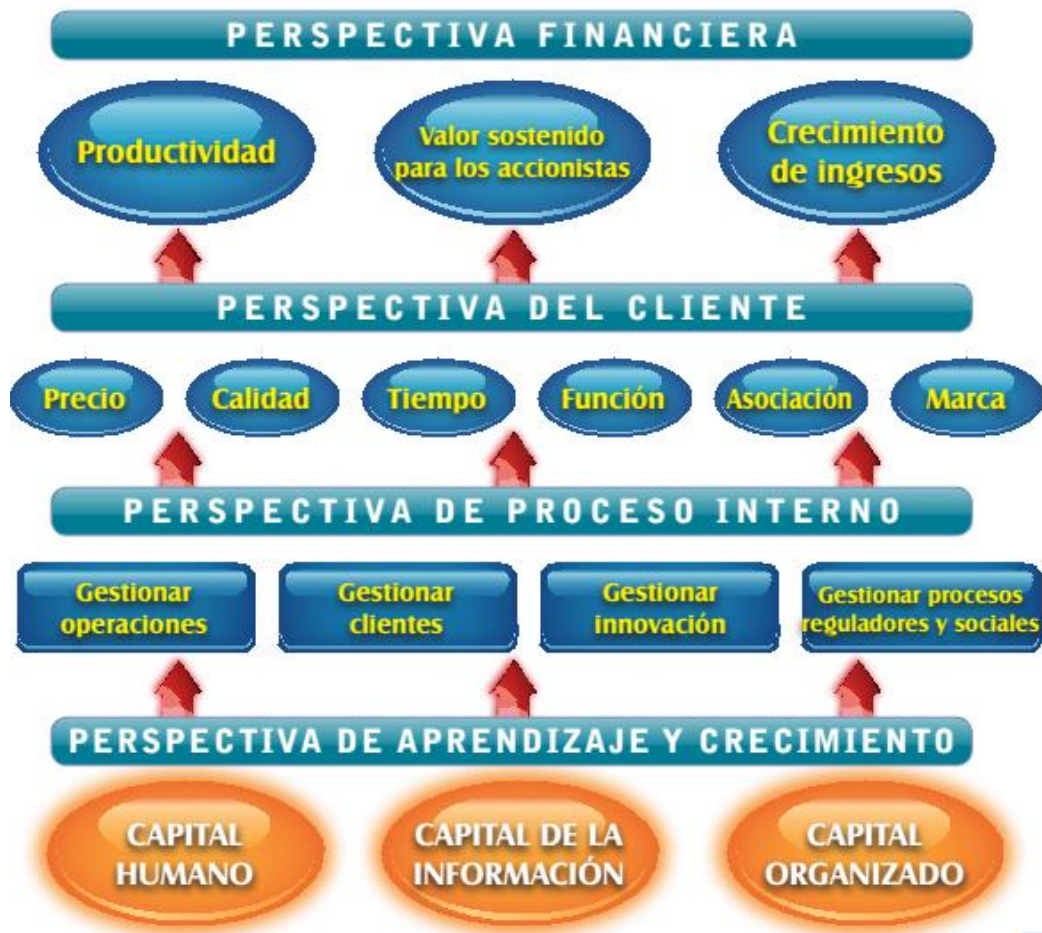 PERSPECTIVA FINANCIERA
Productividad
Valor sostenido
para los accionistas
Crecimiento
de ingresos
PERSPECTIVA DEL CLIENTE
Precio
Calidad
Tiempo
Función
Asociación
Marca
PERSPECTIVA DE PROCESO INTERNO
Gestionar
operaciones
Gestionar
clientes
Gestionar
innovación
Gestionar procesos
reguladores y sociales
PERSPECTIVA DE APRENDIZAJE Y CRECIMIENTO
CAPITAL
HUMANO
CAPITAL DE LA
INFORMACIÓN
CAPITAL
ORGANIZADO